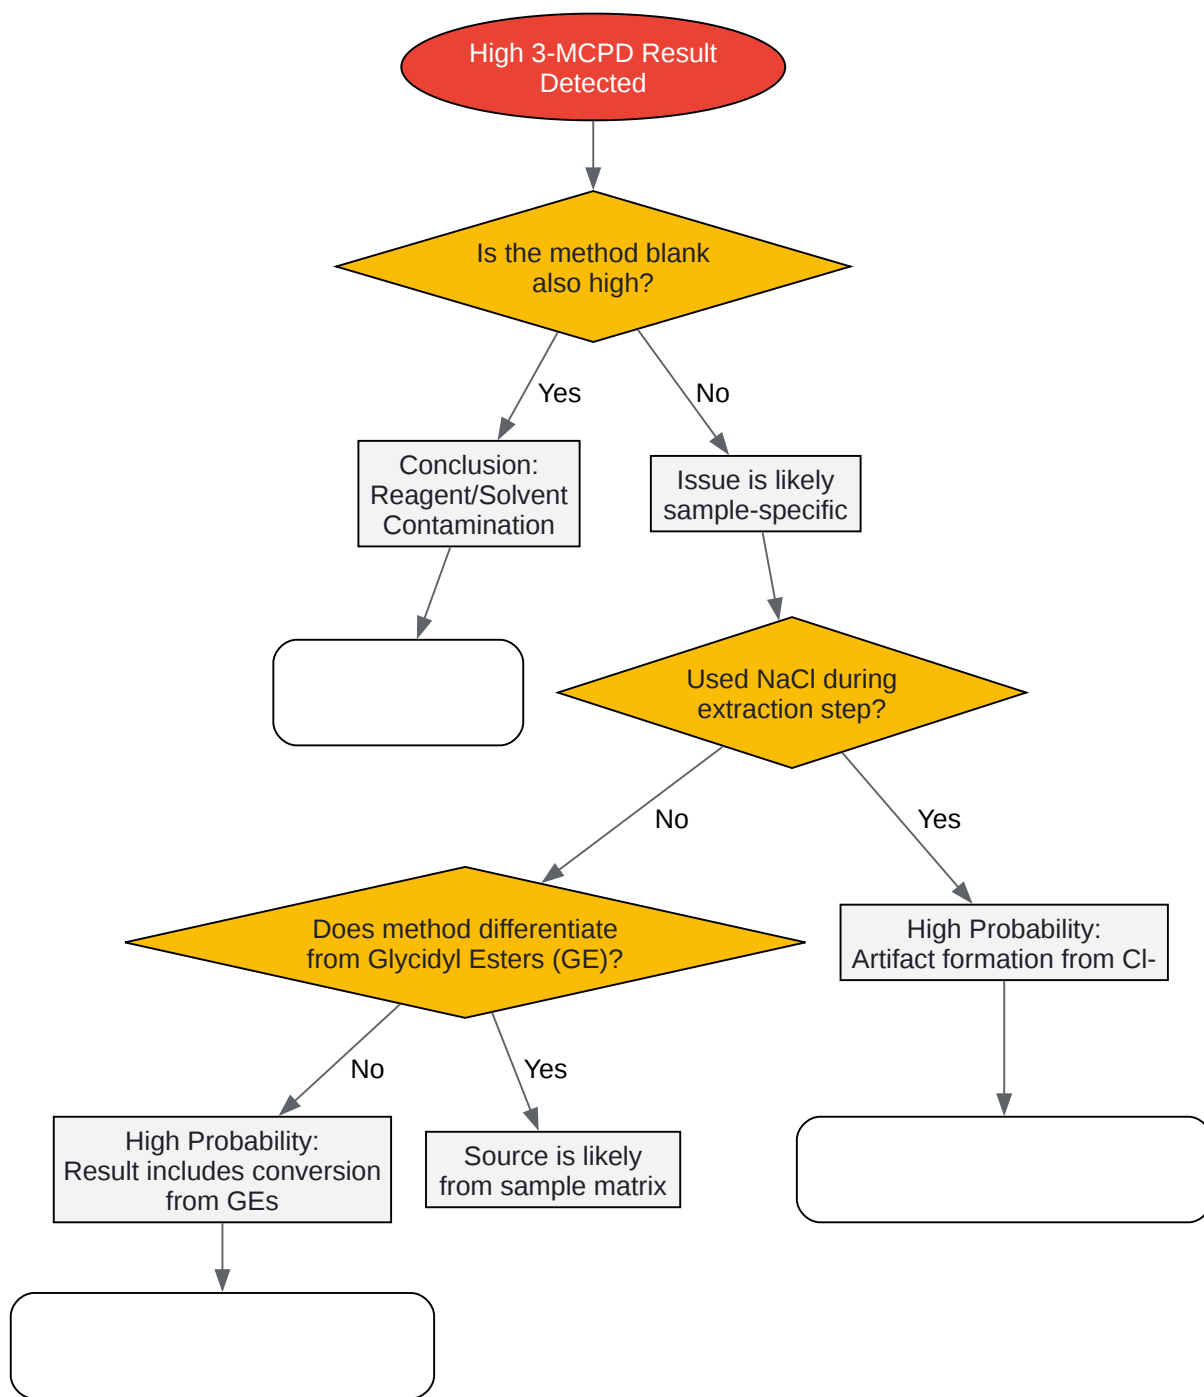 High 3-MCPD Result
Detected
Is the method blank
also high?
Yes
No
Conclusion:
Reagent/Solvent
Contamination
Issue is likely
sample-specific
Used NaCl during
extraction step?
No
Yes
Does method differentiate
from Glycidyl Esters (GE)?
High Probability:
Artifact formation from Cl-
No
Yes
High Probability:
Result includes conversion
from GEs
Source is likely
from sample matrix